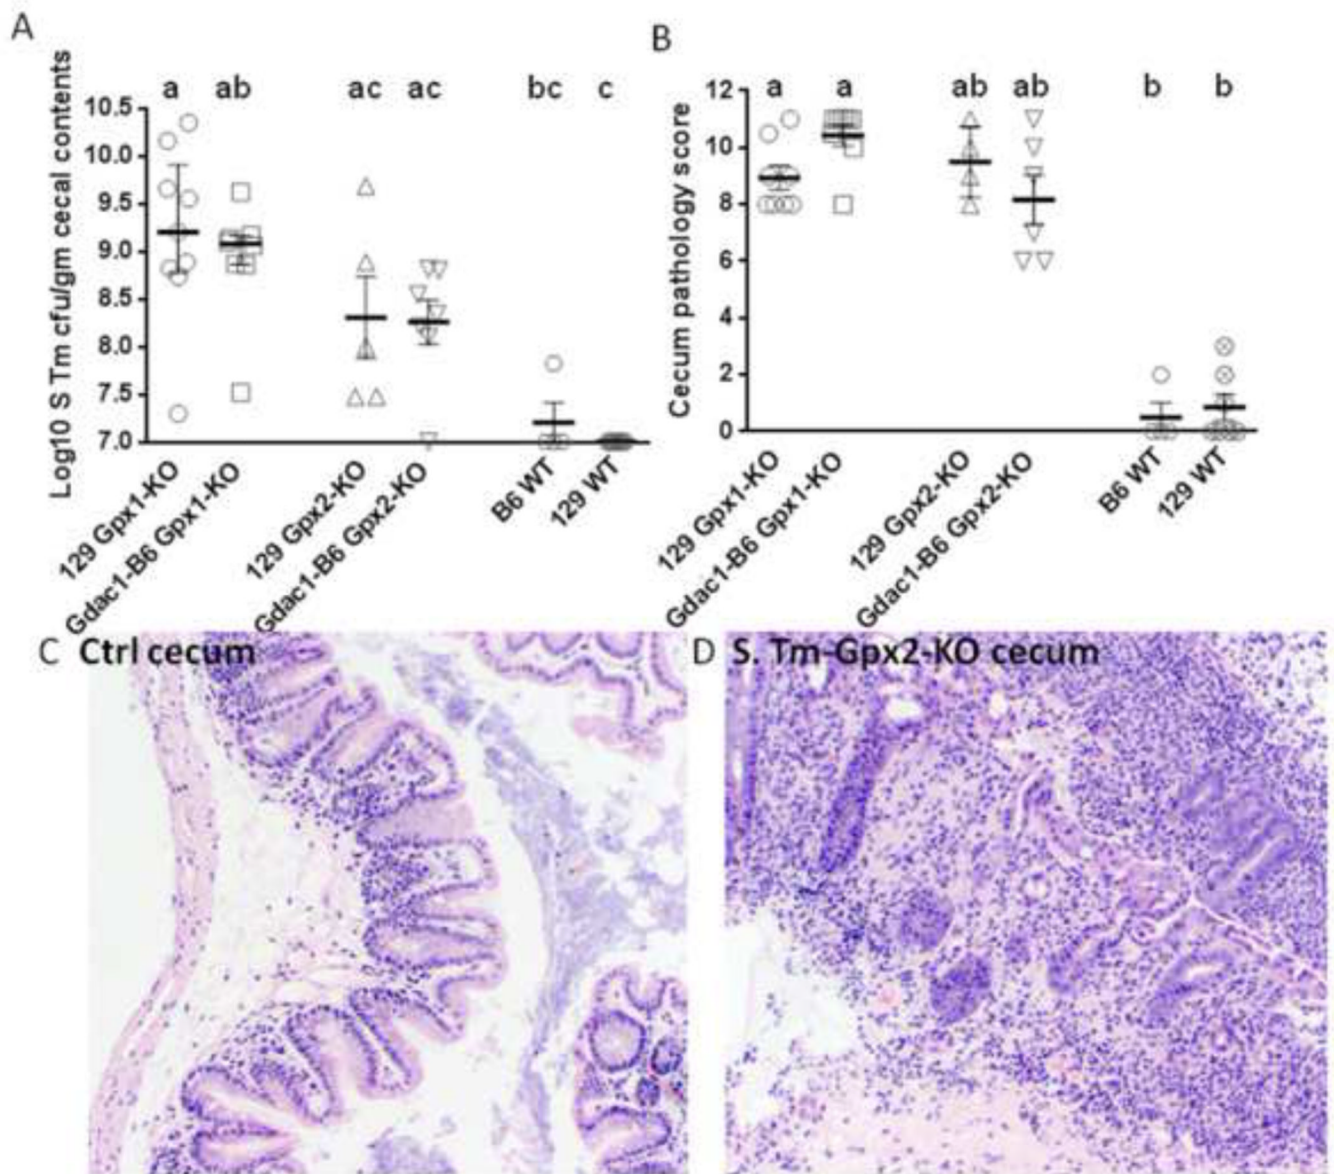 A
B
Log10 S Tm cfu/gm cecal contents
a ab ac ac bc c
10.5
10.0
9.5
9.0
8.5
8.0
7.5
7.0
129 Gpx1-KO
Gdac1-B6 Gpx1-KO
129 Gpx2-KO
Gdac1-B6 Gpx2-KO
B6 WT
129 WT
Cecum pathology score
a a ab ab b b
12
10
8
6
4
2
0
129 Gpx1-KO
Gdac1-B6 Gpx1-KO
129 Gpx2-KO
Gdac1-B6 Gpx2-KO
B6 WT
129 WT
C Ctrl cecum
D S. Tm-Gpx2-KO cecum